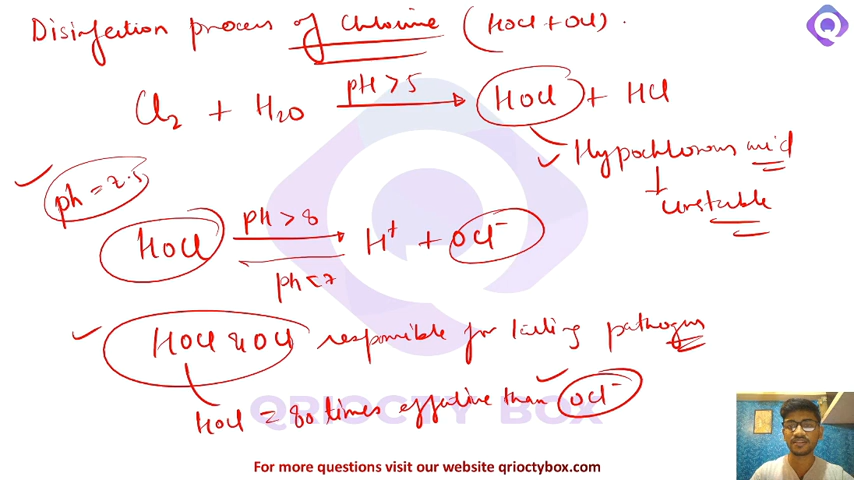 Disinfection process of Chlorine (HOCl + OCl).
Cl2 + H2O pH > 5 HOCl + HCl
Hypochlorous acid
unstable
ph = 7.5
HOCl pH > 8 H+ + OCl-
ph < 7
HOCl & OCl responsible for killing pathogens
HOCl = 80 times effective than OCl-
QRIOCTY BOX
For more questions visit our website qrioctybox.com